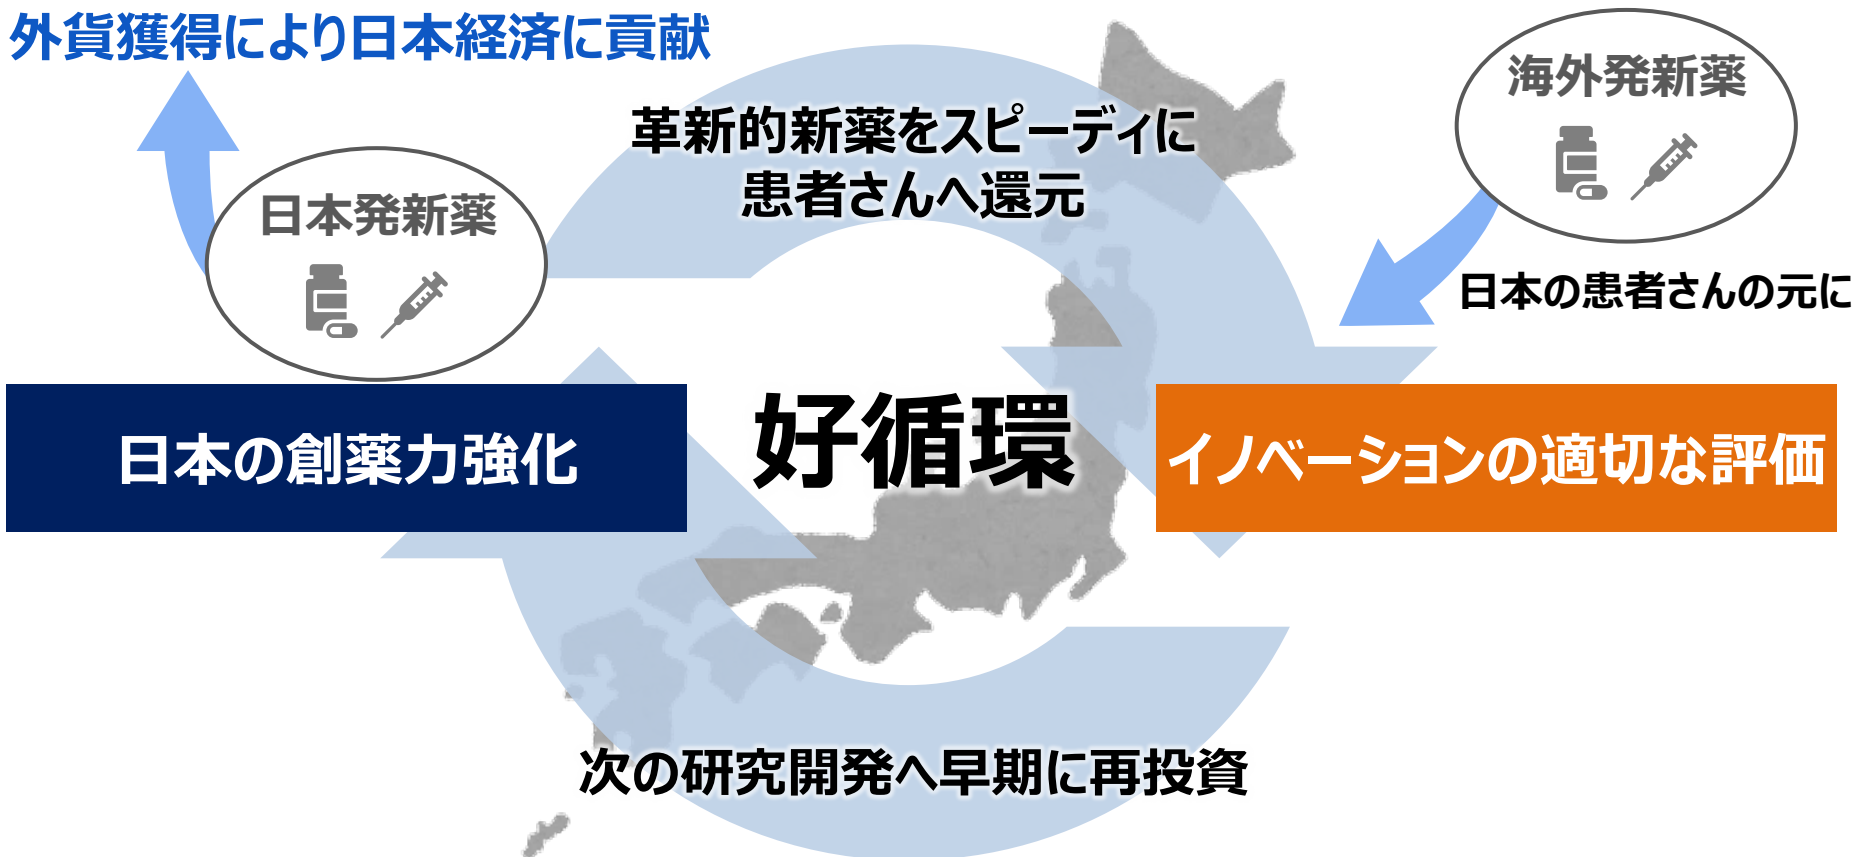 外貨獲得により日本経済に貢献
海外発新薬
革新的新薬をスピーディに
患者さんへ還元
日本発新薬
日本の患者さんの元に
好循環
日本の創薬力強化
イノベーションの適切な評価
次の研究開発へ早期に再投資